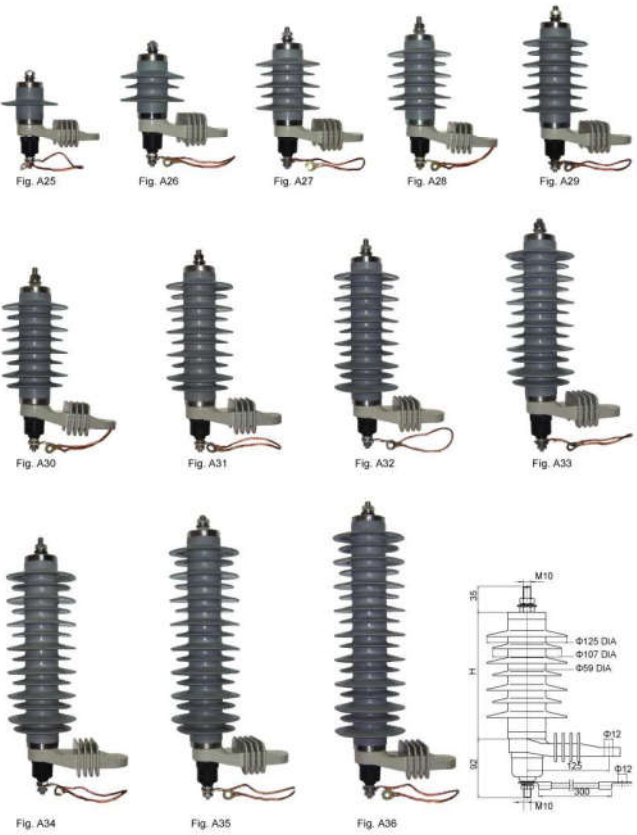 Fig. A25
Fig. A26
Fig. A27
Fig. A28
Fig. A29
Fig. A30
Fig. A31
Fig. A32
Fig. A33
M10
35
Φ125 DIA
Φ107 DIA
Φ59 DIA
H
Φ12
125
92
Φ12
300
M10
Fig. A34
Fig. A35
Fig. A36